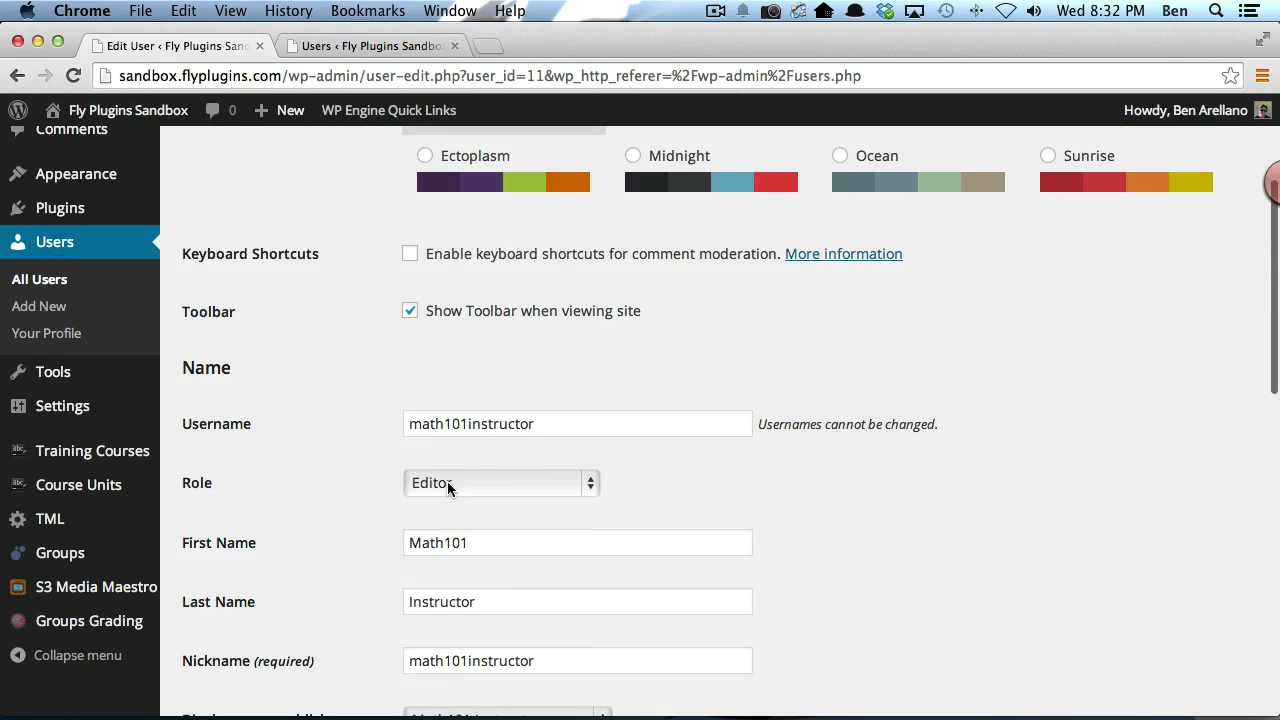 Chrome File Edit View History Bookmarks Window Help Wed 8:32 PM Ben
Edit User ‹ Fly Plugins San Users ‹ Fly Plugins Sandbo
sandbox.flyplugins.com/wp-admin/user-edit.php?user_id=11&wp_http_referer=%2Fwp-admin%2Fusers.php
Fly Plugins Sandbox 0 New WP Engine Quick Links Howdy, Ben Arellano
Comments
Ectoplasm Midnight Ocean Sunrise
Appearance
Plugins
Users
Keyboard Shortcuts Enable keyboard shortcuts for comment moderation. More information
All Users
Add New
Toolbar Show Toolbar when viewing site
Your Profile
Name
Tools
Settings
Username math101instructor Usernames cannot be changed.
Training Courses
Role Editor
Course Units
TML
First Name Math101
Groups
S3 Media Maestro
Last Name Instructor
Groups Grading
Collapse menu
Nickname (required) math101instructor